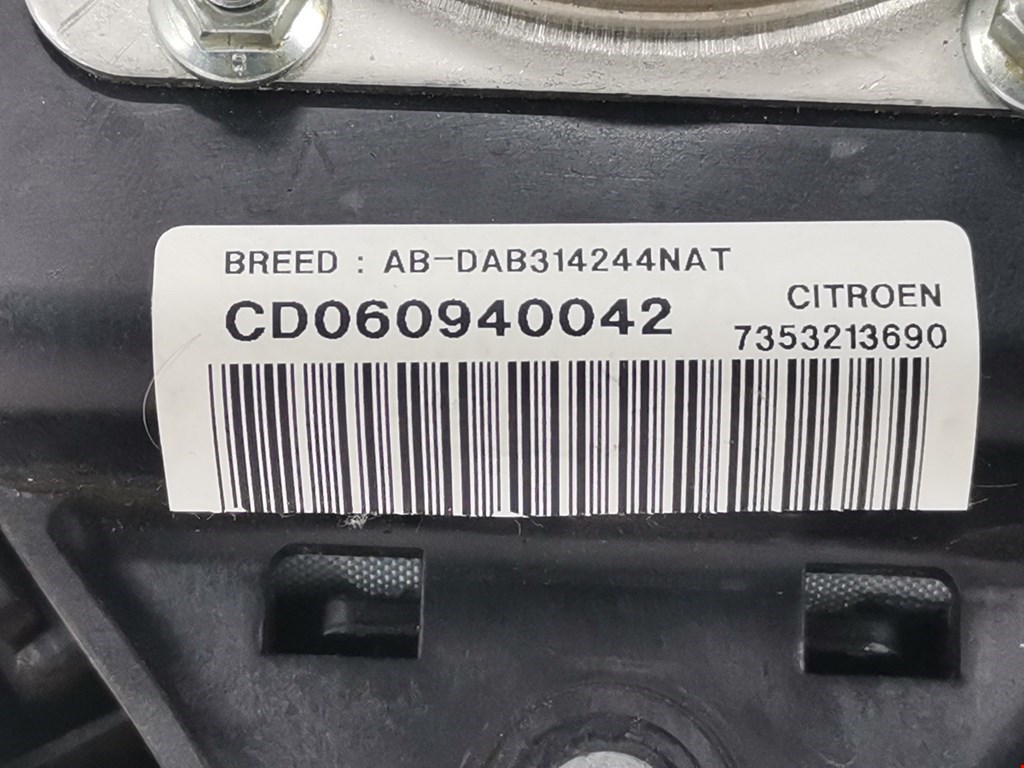 BREED : AB-DAB314244NAT
CD060940042
CITROEN
7353213690